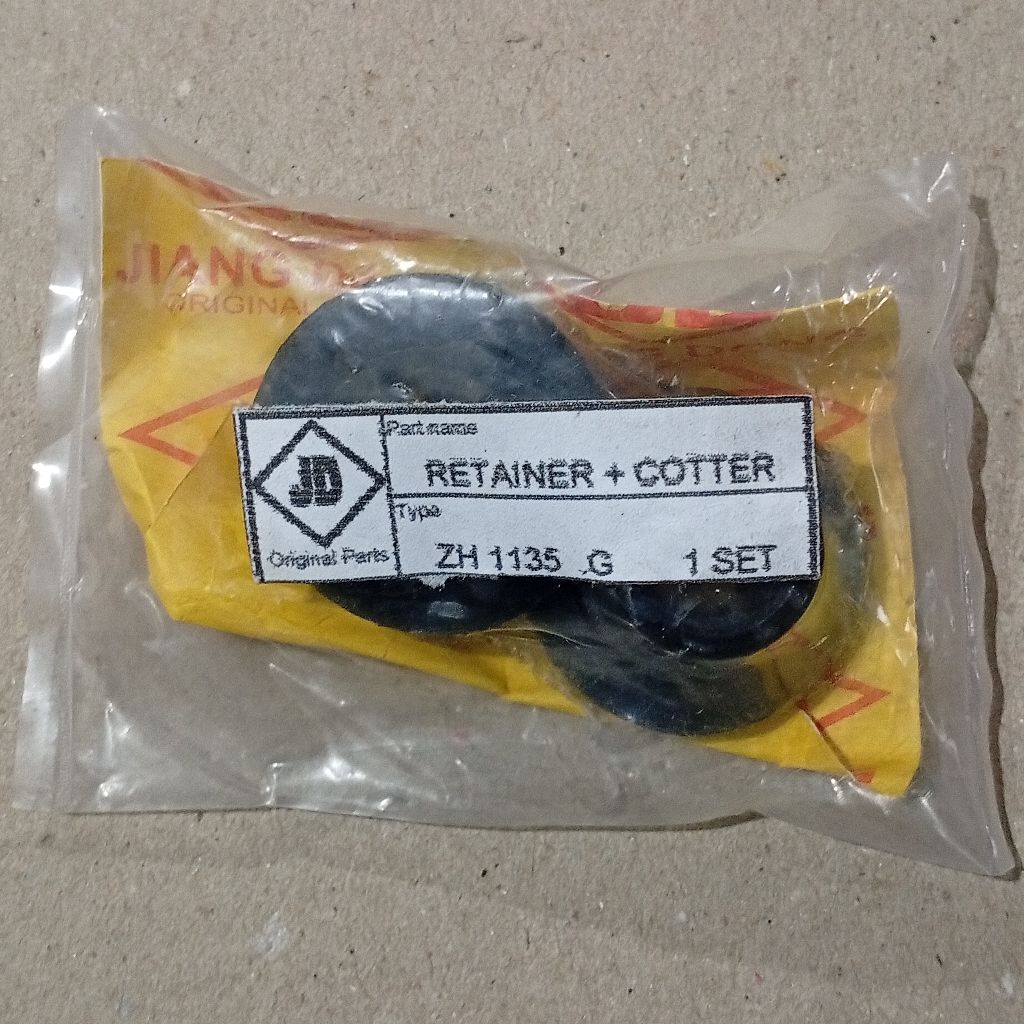 JIANG
ORIGINAL
JD
Original Parts
Part name
RETAINER + COTTER
Type
ZH 1135 G 1 SET